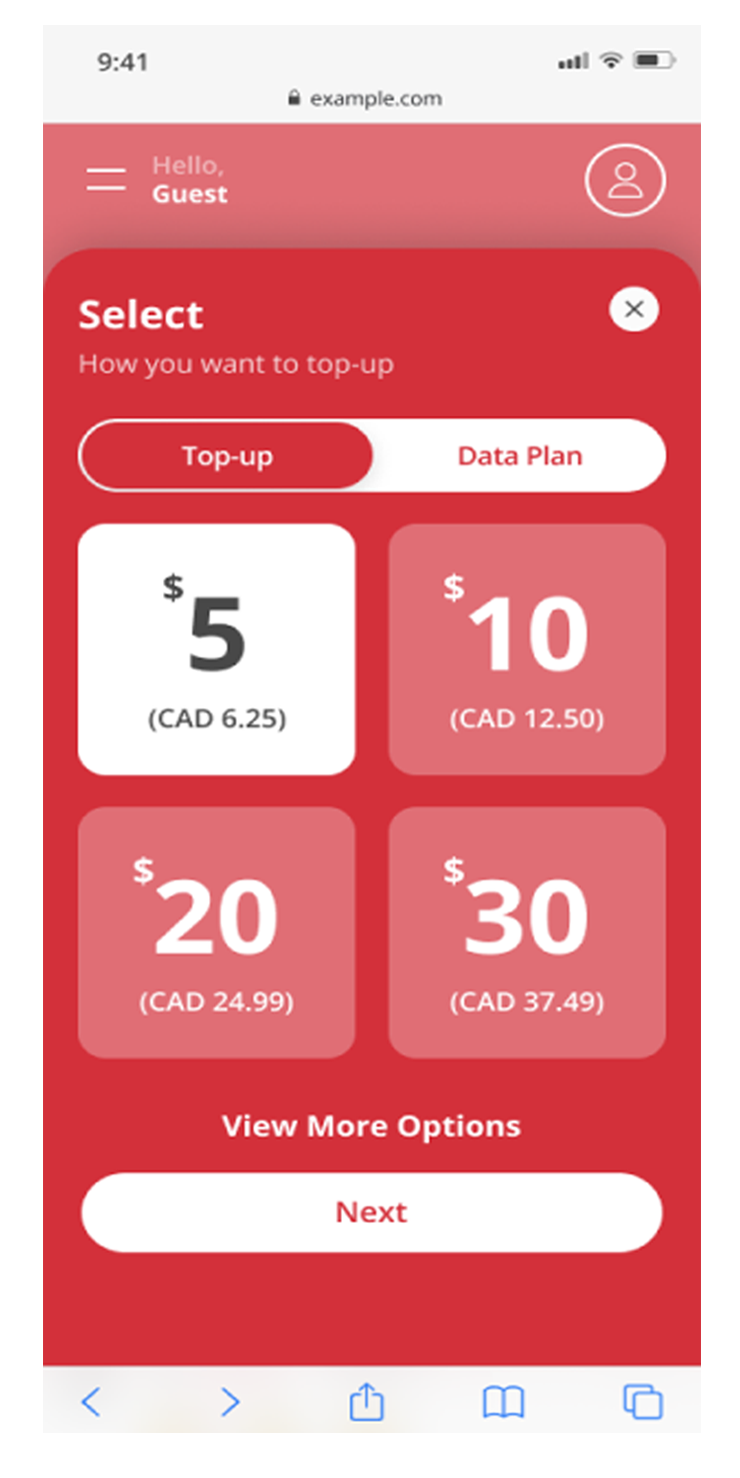 9:41
example.com
Hello,
Guest
Select
How you want to top-up
Top-up Data Plan
$5 $10
(CAD 6.25) (CAD 12.50)
$20 $30
(CAD 24.99) (CAD 37.49)
View More Options
Next